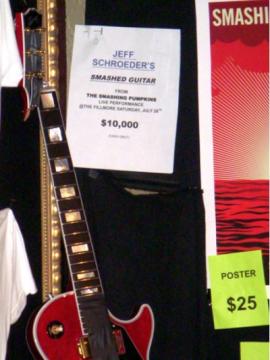 JEFF
SCHROEDER'S
SMASHED GUITAR
FROM
THE SMASHING PUMPKINS
LIVE PERFORMANCE
@THE FILLMORE SATURDAY, JULY 26TH
$10,000
SMASHI
POSTER
$25